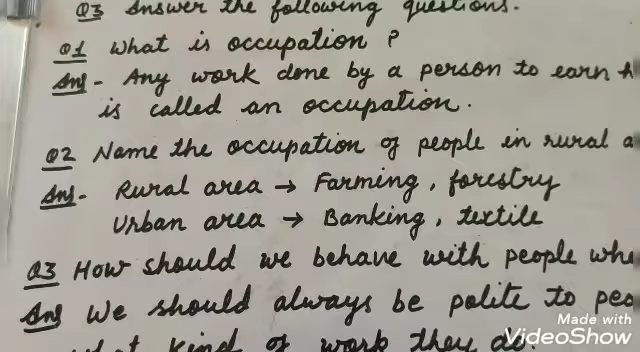 Q3 Answer the following questions.
Q1 What is occupation ?
Ans - Any work done by a person to earn
is called an occupation.
Q2 Name the occupation of people in rural a
Ans - Rural area → Farming, forestry
Urban area → Banking, textile
Q3 How should we behave with people
Ans We should always be polite to
what kind of work they do.
Made with
VideoShow